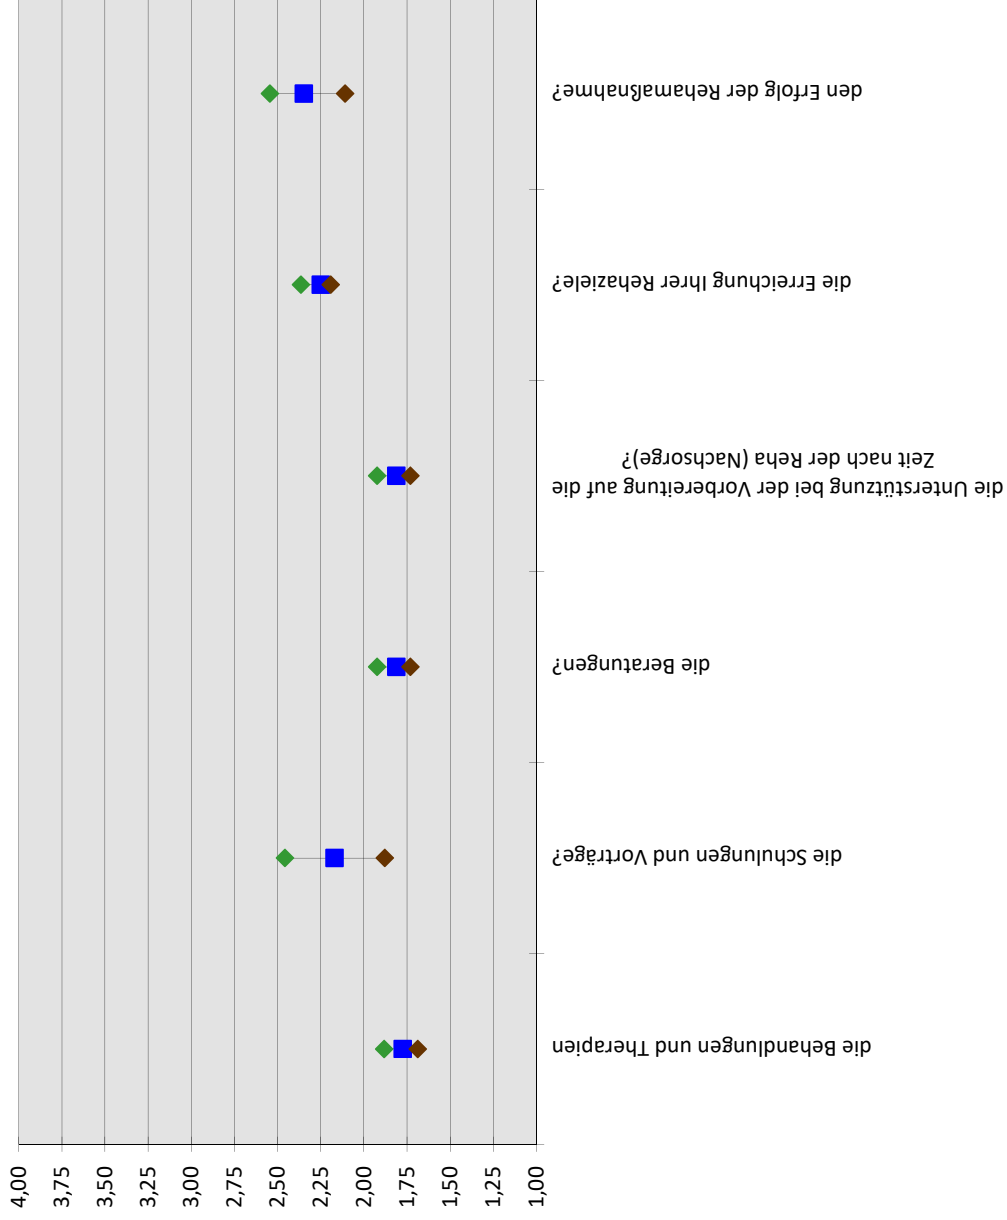 den Erfolg der Rehamaßnahme?
die Erreichung Ihrer Rehaziele?
die Unterstützung bei der Vorbereitung auf die
Zeit nach der Reha (Nachsorge)?
die Beratungen?
die Schulungen und Vorträge?
die Behandlungen und Therapien
4,00
3,75
3,50
3,25
3,00
2,75
2,50
2,25
2,00
1,75
1,50
1,25
1,00